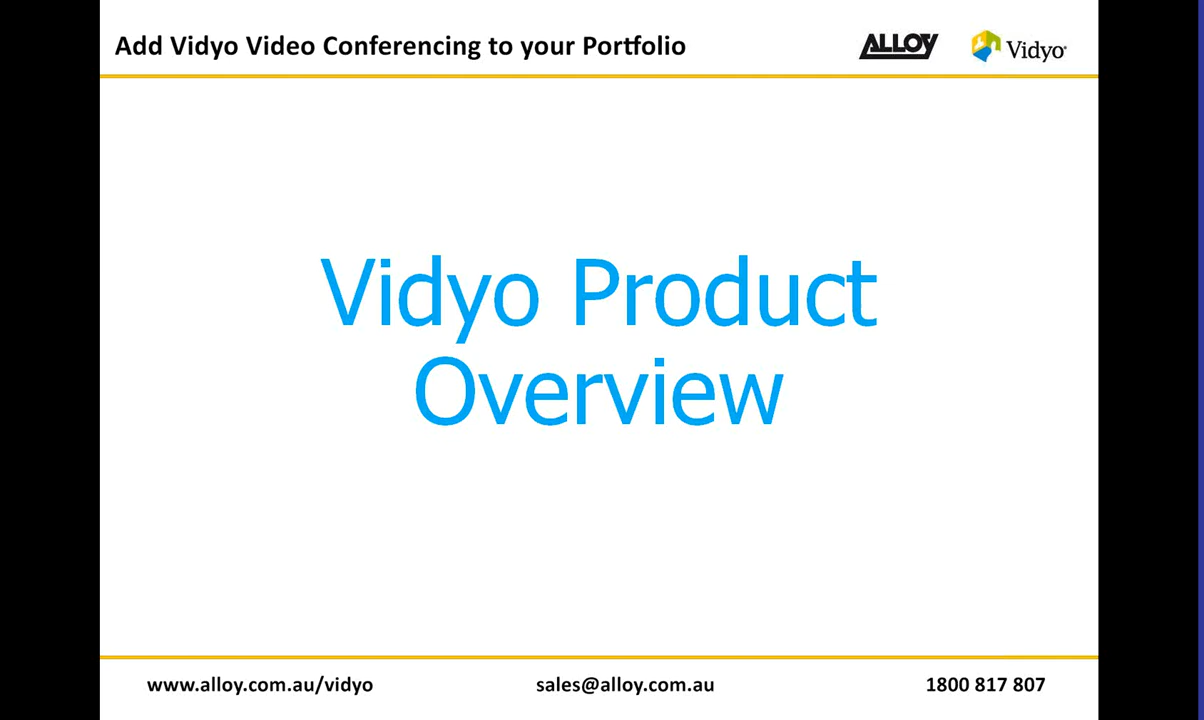 Add Vidyo Video Conferencing to your Portfolio
ALLOY
Vidyo
Vidyo Product
Overview
www.alloy.com.au/vidyo
sales@alloy.com.au
1800 817 807